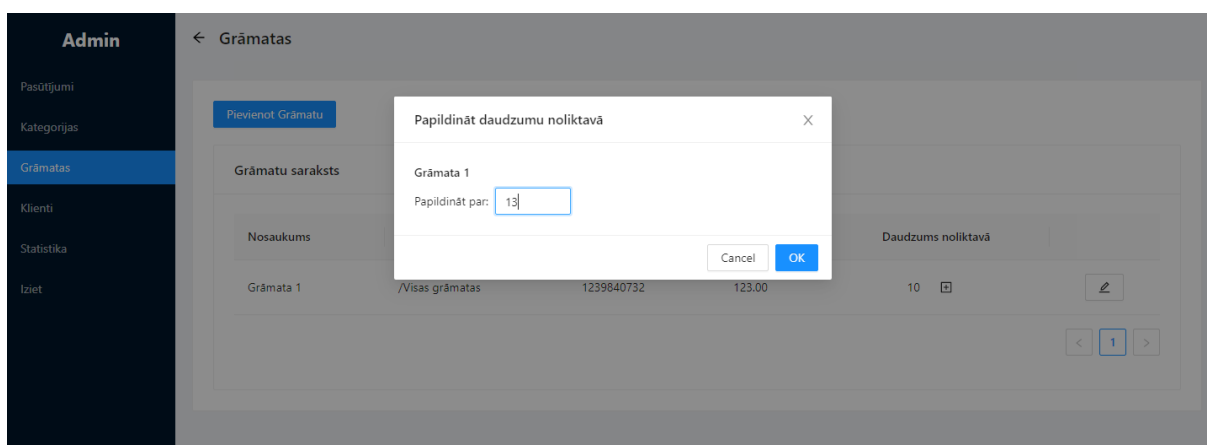 Admin
Grāmatas
Pasūtījumi
Kategorijas
Grāmatas
Klienti
Statistika
Iziet
Pievienot Grāmatu
Papildināt daudzumu noliktavā
Grāmata 1
Papildināt par: 13
Cancel OK
Grāmatu saraksts
Nosaukums Daudzums noliktavā
Grāmata 1 /Visas grāmatas 1239840732 123.00 10
< 1 >